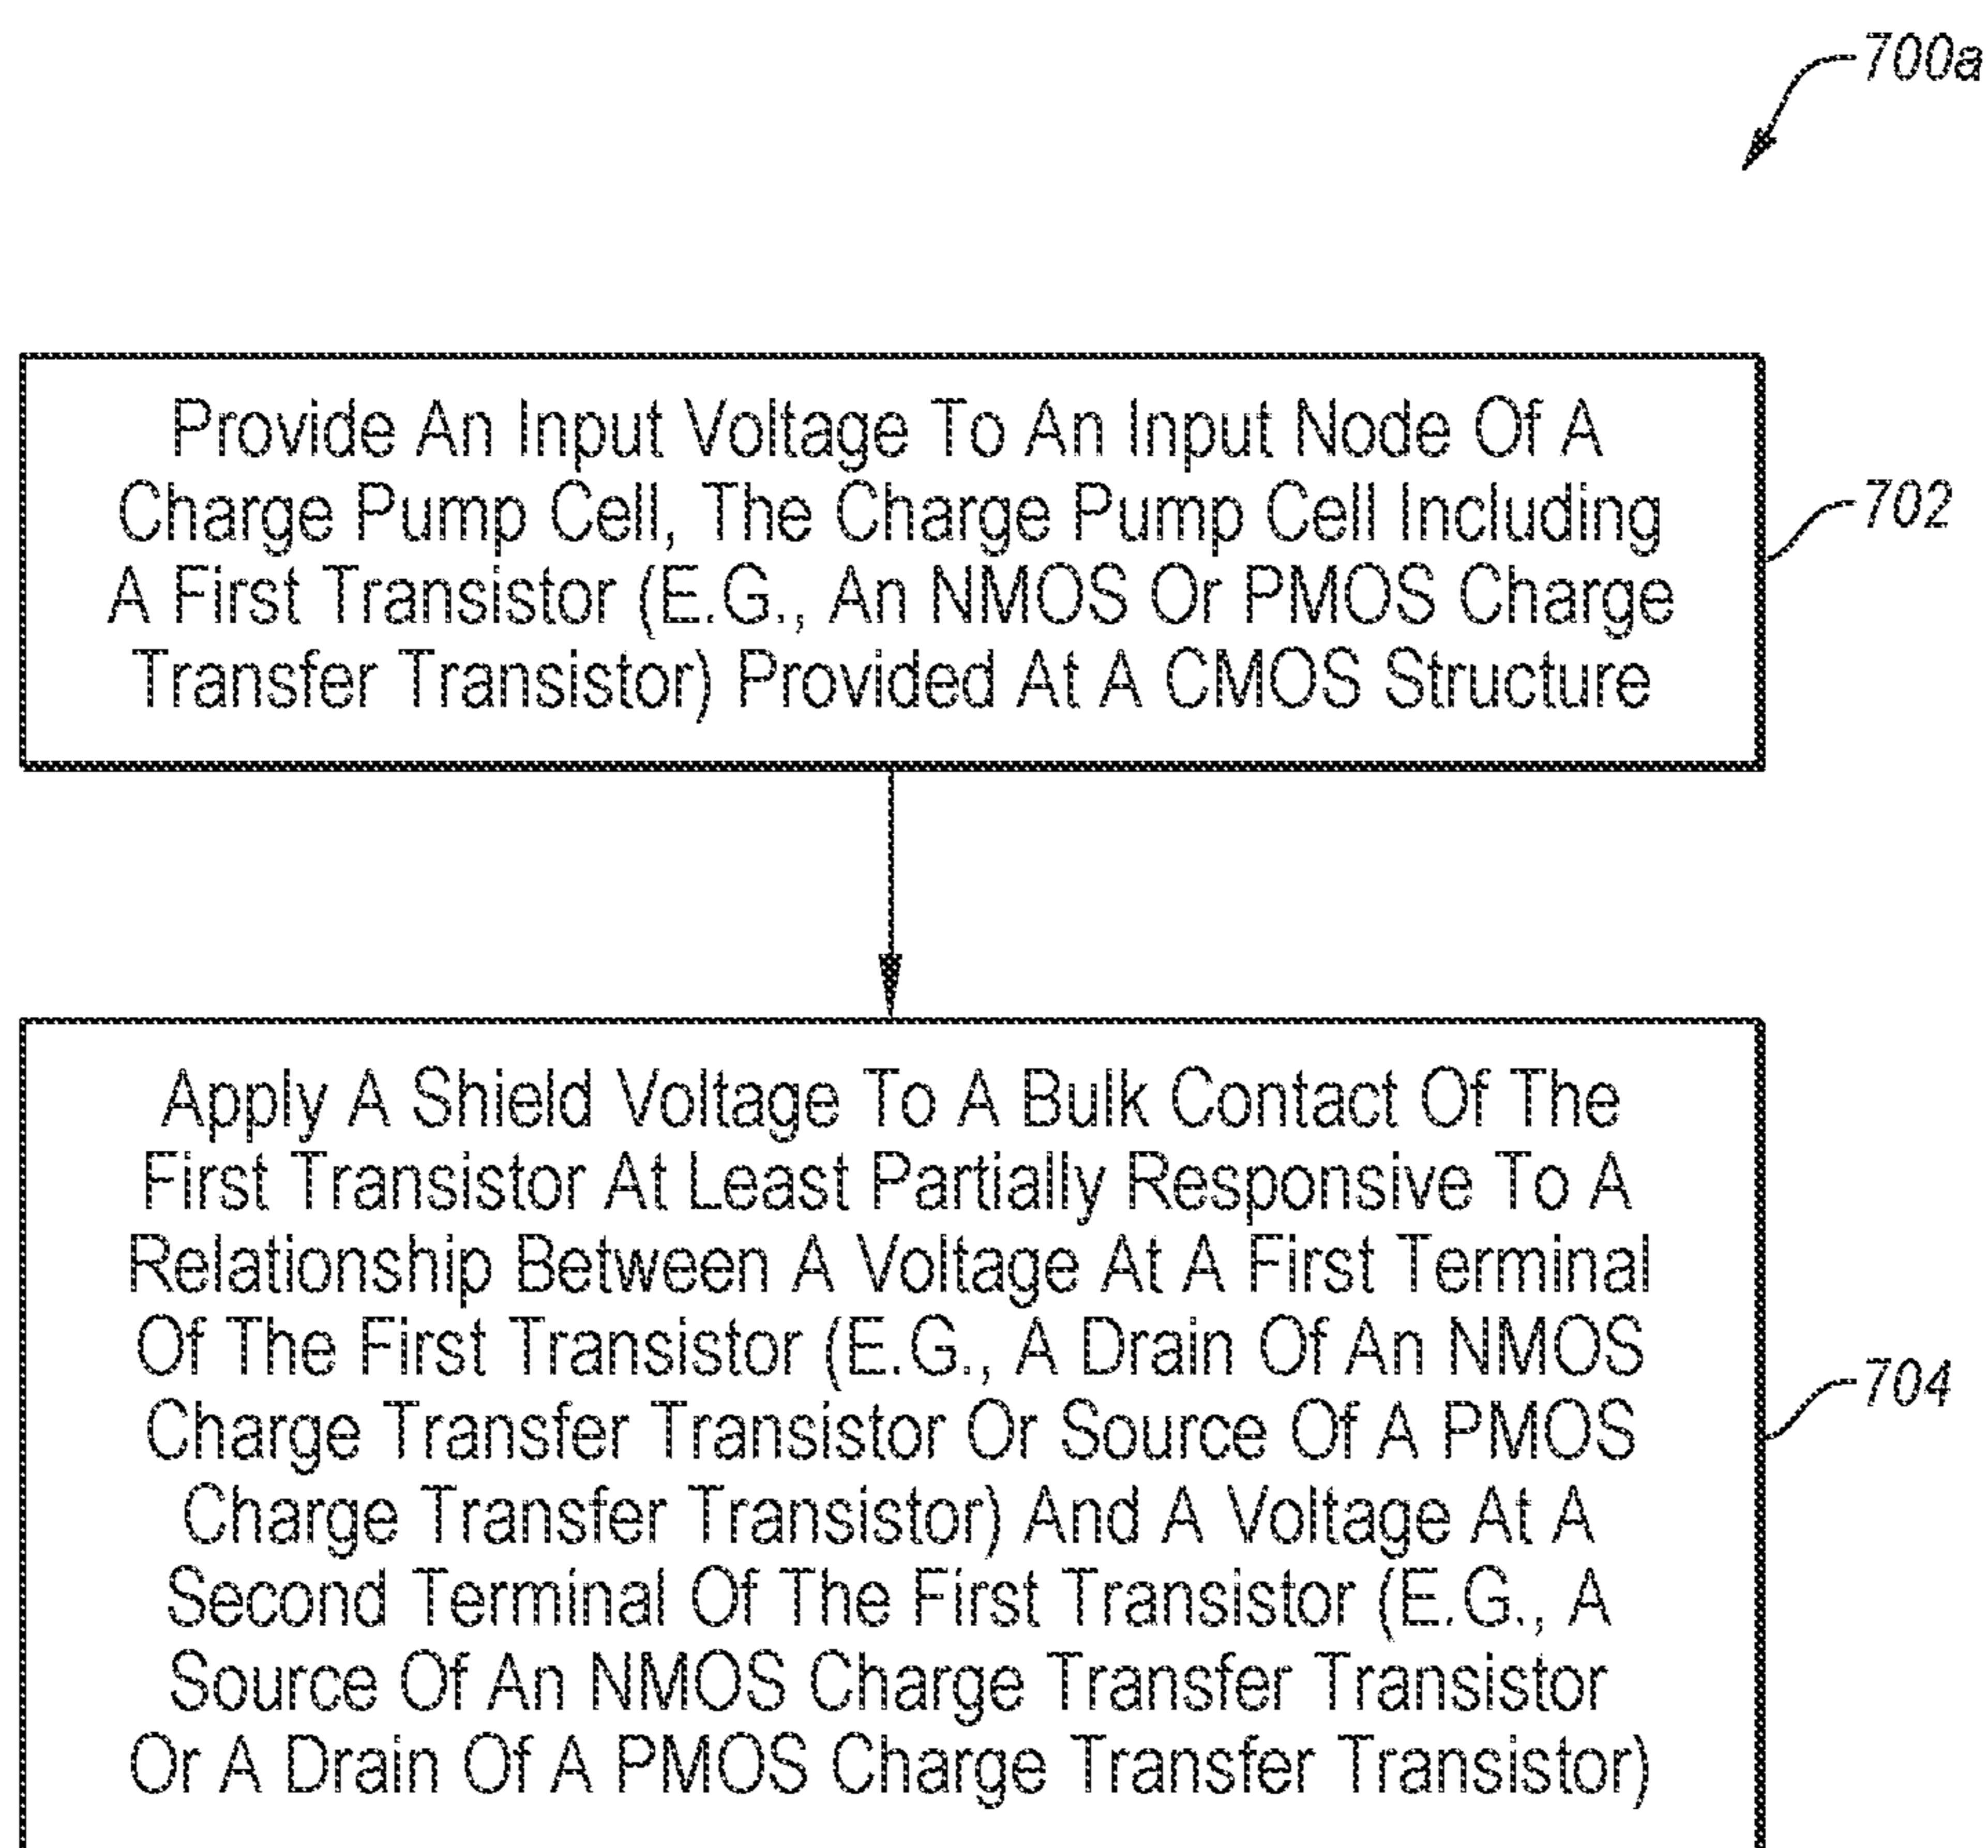 700a
Provide An Input Voltage To An Input Node Of A
Charge Pump Cell, The Charge Pump Cell Including
A First Transistor (E.G., An NMOS Or PMOS Charge
Transfer Transistor) Provided At A CMOS Structure
702
Apply A Shield Voltage To A Bulk Contact Of The
First Transistor At Least Partially Responsive To A
Relationship Between A Voltage At A First Terminal
Of The First Transistor (E.G., A Drain Of An NMOS
Charge Transfer Transistor Or Source Of A PMOS
Charge Transfer Transistor) And A Voltage At A
Second Terminal Of The First Transistor (E.G., A
Source Of An NMOS Charge Transfer Transistor
Or A Drain Of A PMOS Charge Transfer Transistor)
704